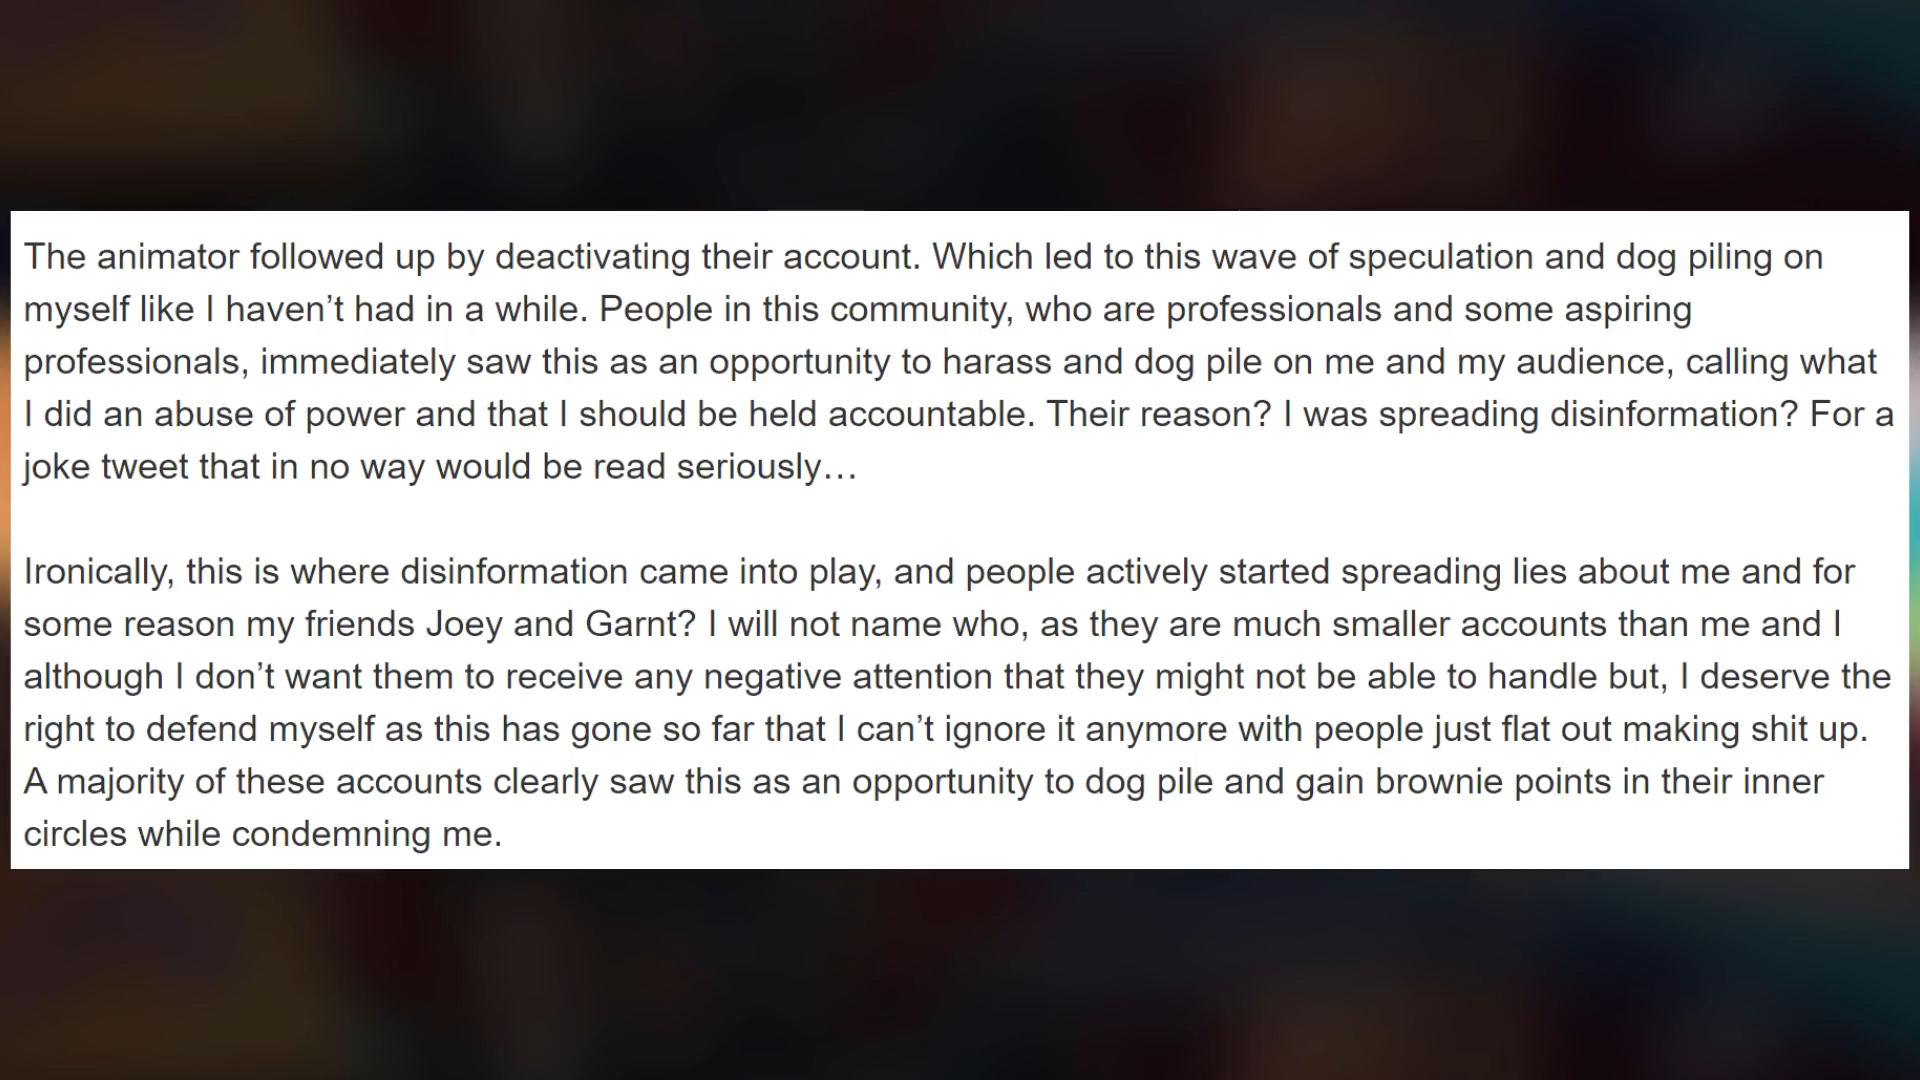 The animator followed up by deactivating their account. Which led to this wave of speculation and dog piling on
myself like I haven’t had in a while. People in this community, who are professionals and some aspiring
professionals, immediately saw this as an opportunity to harass and dog pile on me and my audience, calling what
I did an abuse of power and that I should be held accountable. Their reason? I was spreading disinformation? For a
joke tweet that in no way would be read seriously…
Ironically, this is where disinformation came into play, and people actively started spreading lies about me and for
some reason my friends Joey and Garnt? I will not name who, as they are much smaller accounts than me and I
although I don’t want them to receive any negative attention that they might not be able to handle but, I deserve the
right to defend myself as this has gone so far that I can’t ignore it anymore with people just flat out making shit up.
A majority of these accounts clearly saw this as an opportunity to dog pile and gain brownie points in their inner
circles while condemning me.